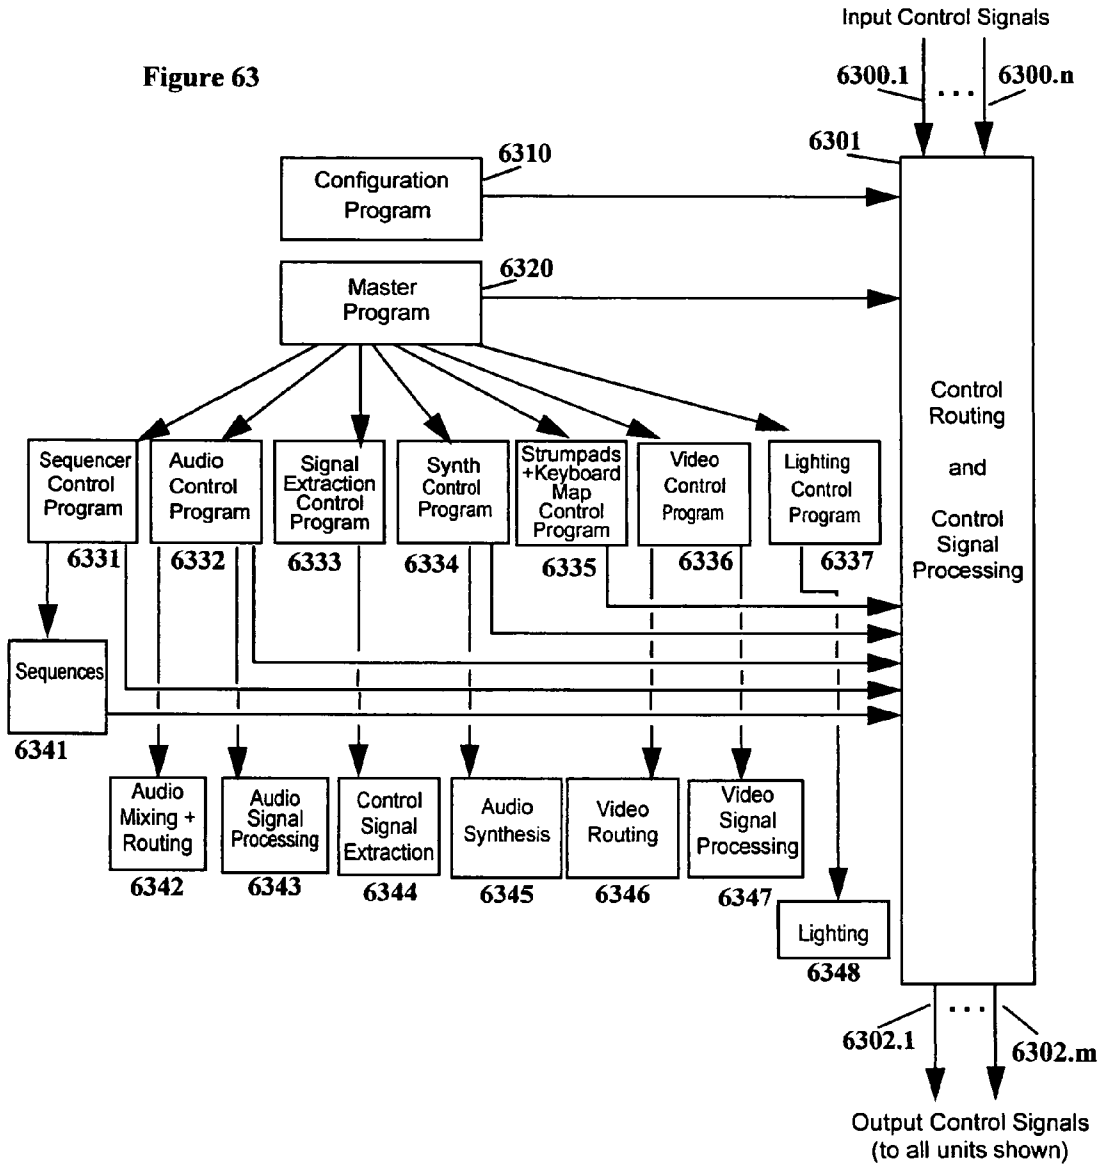 Input Control Signals
Figure 63
6300.1
...
6300.n
6301
6310
Configuration
Program
6320
Master
Program
Control
Routing
and
Control
Signal
Processing
Sequencer
Control
Program
Audio
Control
Program
Signal
Extraction
Control
Program
Synth
Control
Program
Strumpads
+Keyboard
Map
Control
Program
Video
Control
Program
Lighting
Control
Program
6331
6332
6333
6334
6335
6336
6337
Sequences
6341
Audio
Mixing +
Routing
Audio
Signal
Processing
Control
Signal
Extraction
Audio
Synthesis
Video
Routing
Video
Signal
Processing
6342
6343
6344
6345
6346
6347
Lighting
6348
6302.1
...
6302.m
Output Control Signals
(to all units shown)